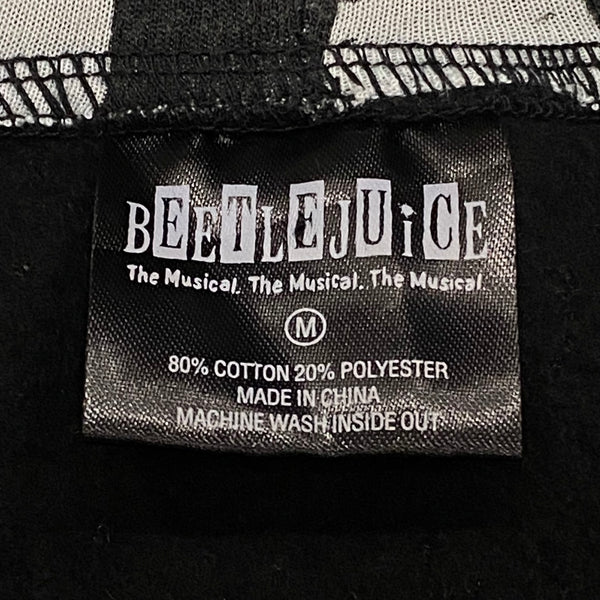 BEETLEJUiCE
The Musical. The Musical. The Musical
M
80% COTTON 20% POLYESTER
MADE IN CHINA
MACHINE WASH INSIDE OUT